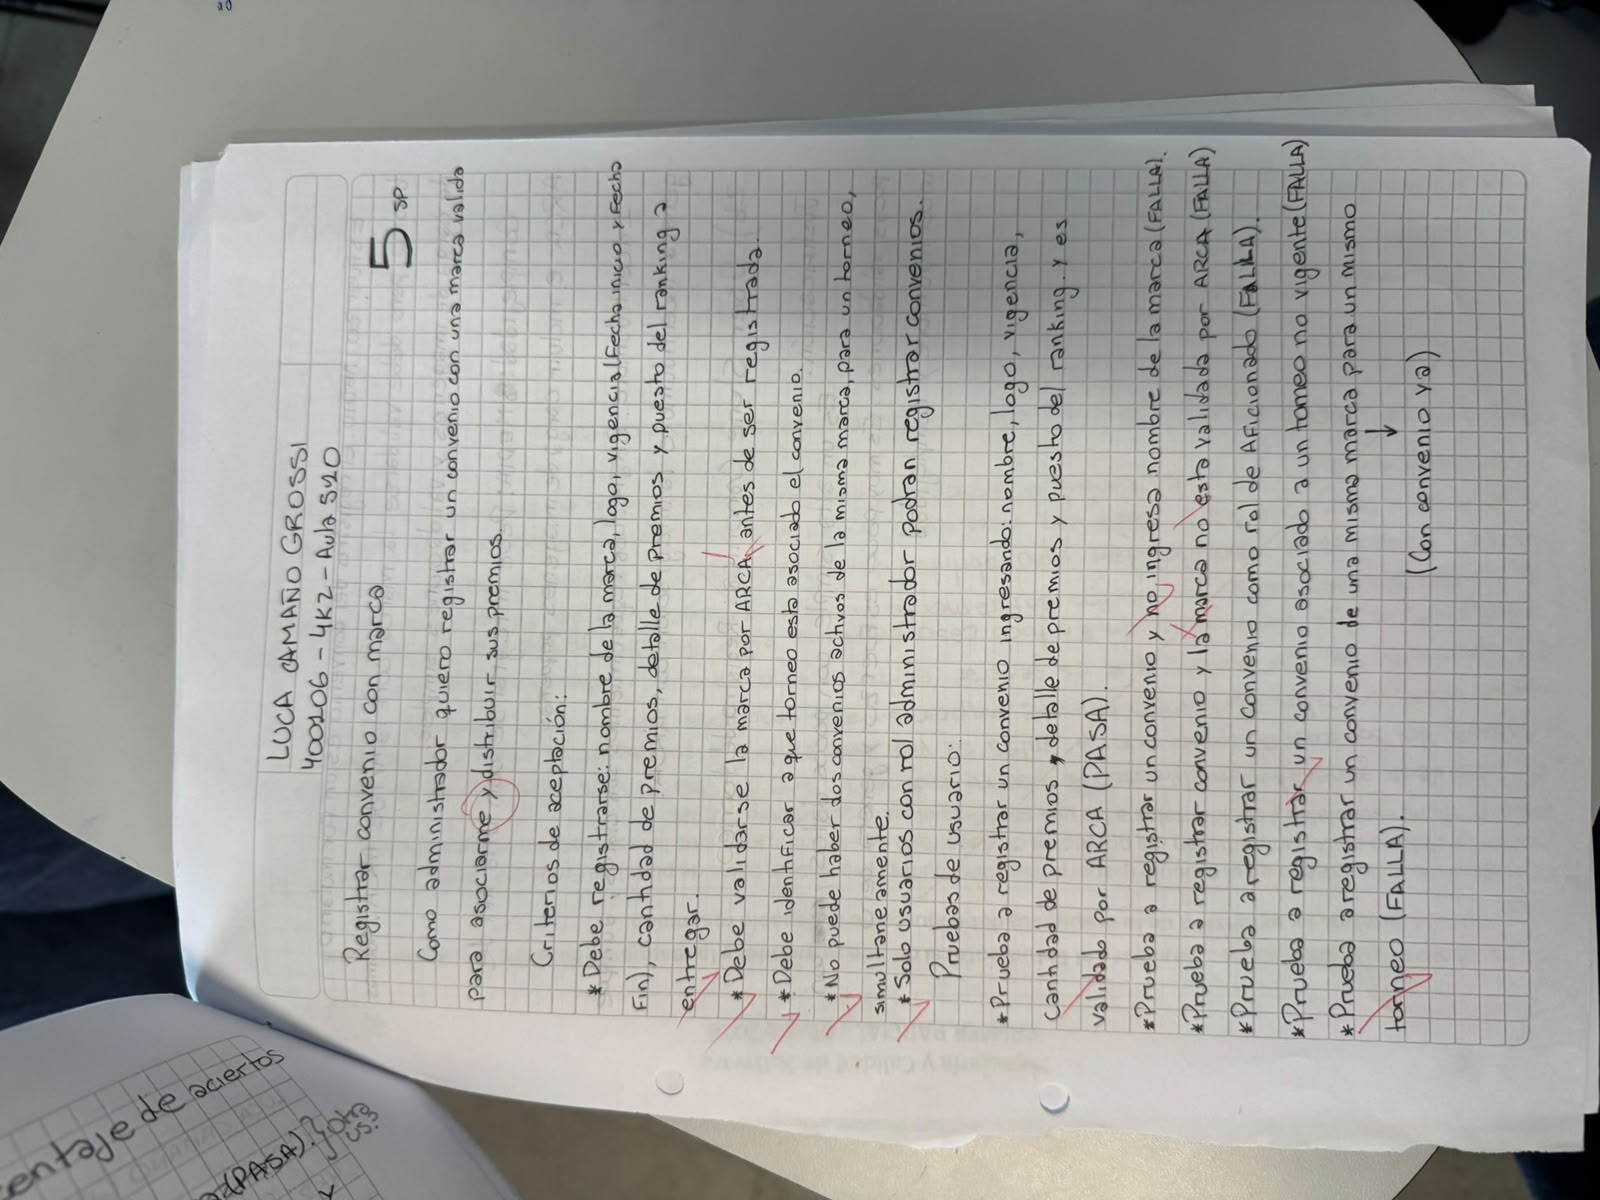 LUCA CAMAÑO GROSSI
400206 - 4K2 - Aula 520
Registrar convenio con marca
5 SP
Como administrador quiero registrar un convenio con una marca valida
para asociarme y distribuir sus premios.
Criterios de aceptación:
* Debe registrarse: nombre de la marca, logo, vigencia (Fecha inicio y Fecha
Fin), cantidad de premios, detalle de premios y puesto del ranking a
entregar.
* Debe validarse la marca por ARCA, antes de ser registrada.
* Debe identificar a que torneo esta asociado el convenio.
* No puede haber dos convenios activos de la misma marca, para un torneo,
simultaneamente.
* Solo usuarios con rol administrador podran registrar convenios.
Pruebas de usuario:
* Prueba a registrar un convenio ingresando: nombre, logo, vigencia,
cantidad de premios, detalle de premios y puesto del ranking. y es
validado por ARCA (PASA).
* Prueba a registrar un convenio y no ingresa nombre de la marca (FALLA).
* Prueba a registrar convenio y la marca no esta validada por ARCA (FALLA)
* Prueba a registrar un convenio como rol de Aficionado (FALLA).
* Prueba a registrar un convenio asociado a un torneo no vigente (FALLA)
* Prueba a registrar un convenio de una misma marca para un mismo
torneo (FALLA).
(Con convenio ya)
entaje de aciertos
(PASA).
Otra
US?